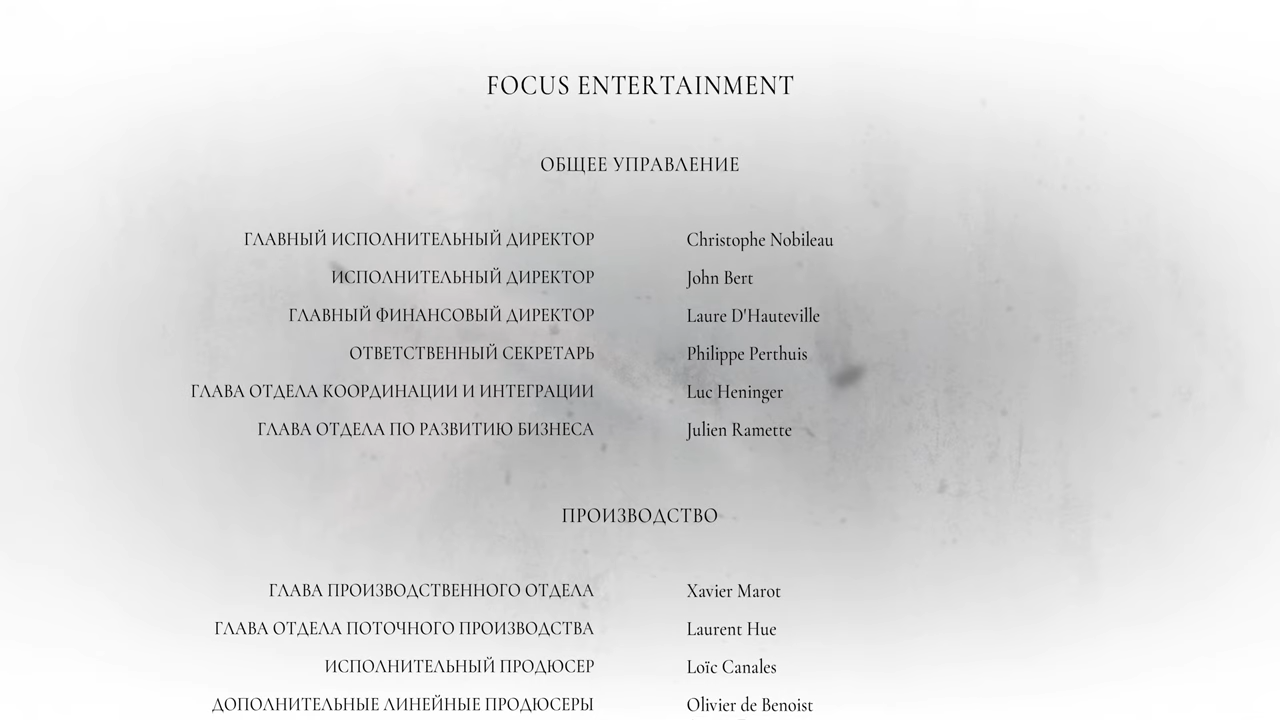 FOCUS ENTERTAINMENT
ОБЩЕЕ УПРАВЛЕНИЕ
ГЛАВНЫЙ ИСПОЛНИТЕЛЬНЫЙ ДИРЕКТОР Christophe Nobileau
ИСПОЛНИТЕЛЬНЫЙ ДИРЕКТОР John Bert
ГЛАВНЫЙ ФИНАНСОВЫЙ ДИРЕКТОР Laure D'Hauteville
ОТВЕТСТВЕННЫЙ СЕКРЕТАРЬ Philippe Perthuis
ГЛАВА ОТДЕЛА КООРДИНАЦИИ И ИНТЕГРАЦИИ Luc Heninger
ГЛАВА ОТДЕЛА ПО РАЗВИТИЮ БИЗНЕСА Julien Ramette
ПРОИЗВОДСТВО
ГЛАВА ПРОИЗВОДСТВЕННОГО ОТДЕЛА Xavier Marot
ГЛАВА ОТДЕЛА ПОТОЧНОГО ПРОИЗВОДСТВА Laurent Hue
ИСПОЛНИТЕЛЬНЫЙ ПРОДЮСЕР Loïc Canales
ДОПОЛНИТЕЛЬНЫЕ ЛИНЕЙНЫЕ ПРОДЮСЕРЫ Olivier de Benoist